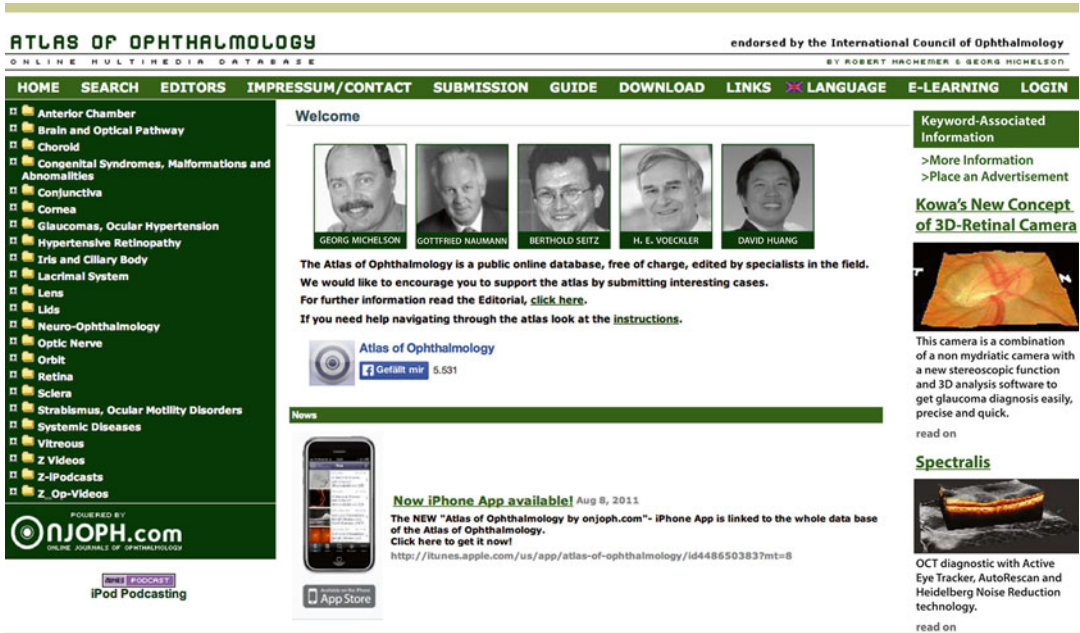 ATLAS OF OPHTHALMOLOGY
ONLINE MULTIMEDIA DATABASE
endorsed by the International Council of Ophthalmology
BY ROBERT MACHEMER & GEORG MICHELSON
HOME SEARCH EDITORS IMPRESSUM/CONTACT SUBMISSION GUIDE DOWNLOAD LINKS LANGUAGE E-LEARNING LOGIN
Anterior Chamber
Brain and Optical Pathway
Choroid
Congenital Syndromes, Malformations and
Abnomalities
Conjunctiva
Cornea
Glaucomas, Ocular Hypertension
Hypertensive Retinopathy
Iris and Ciliary Body
Lacrimal System
Lens
Lids
Neuro-Ophthalmology
Optic Nerve
Orbit
Retina
Sclera
Strabismus, Ocular Motility Disorders
Systemic Diseases
Vitreous
Z Videos
Z-iPodcasts
Z_Op-Videos
POWERED BY
ONJOPH.com
ONLINE JOURNALS OF OPHTHALMOLOGY
PODCAST
iPod Podcasting
Welcome
GEORG MICHELSON GOTTFRIED NAUMANN BERTHOLD SEITZ H. E. VOECKLER DAVID HUANG
The Atlas of Ophthalmology is a public online database, free of charge, edited by specialists in the field.
We would like to encourage you to support the atlas by submitting interesting cases.
For further information read the Editorial, click here.
If you need help navigating through the atlas look at the instructions.
Atlas of Ophthalmology
Gefällt mir 5.531
News
Now iPhone App available! Aug 8, 2011
The NEW "Atlas of Ophthalmology by onjoph.com"- iPhone App is linked to the whole data base
of the Atlas of Ophthalmology.
Click here to get it now!
http://itunes.apple.com/us/app/atlas-of-ophthalmology/id448650383?mt=8
Available on the iPhone
App Store
Keyword-Associated
Information
>More Information
>Place an Advertisement
Kowa's New Concept
of 3D-Retinal Camera
T
N
This camera is a combination
of a non mydriatic camera with
a new stereoscopic function
and 3D analysis software to
get glaucoma diagnosis easily,
precise and quick.
read on
Spectralis
OCT diagnostic with Active
Eye Tracker, AutoRescan and
Heidelberg Noise Reduction
technology.
read on